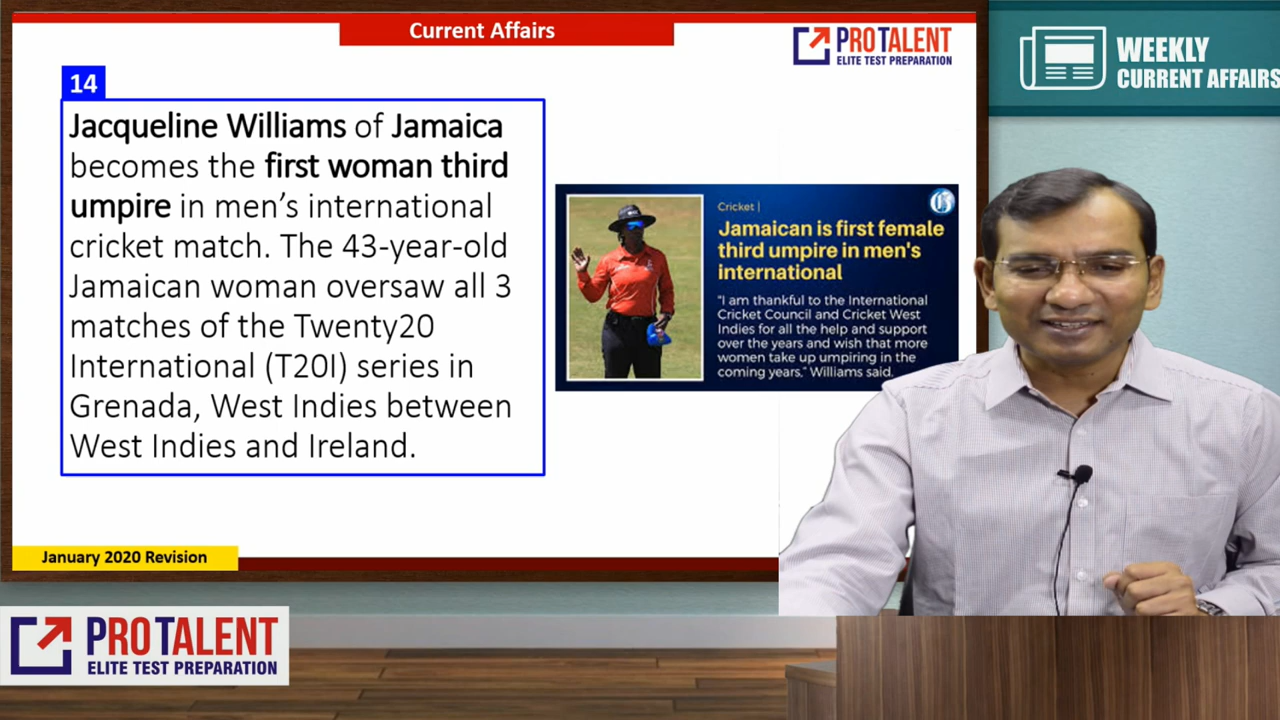 Current Affairs
PROTALENT
ELITE TEST PREPARATION
WEEKLY
CURRENT AFFAIRS
14
Jacqueline Williams of Jamaica
becomes the first woman third
umpire in men’s international
cricket match. The 43-year-old
Jamaican woman oversaw all 3
matches of the Twenty20
International (T20I) series in
Grenada, West Indies between
West Indies and Ireland.
Cricket |
Jamaican is first female
third umpire in men's
international
"I am thankful to the International
Cricket Council and Cricket West
Indies for all the help and support
over the years and wish that more
women take up umpiring in the
coming years," Williams said.
January 2020 Revision
PROTALENT
ELITE TEST PREPARATION